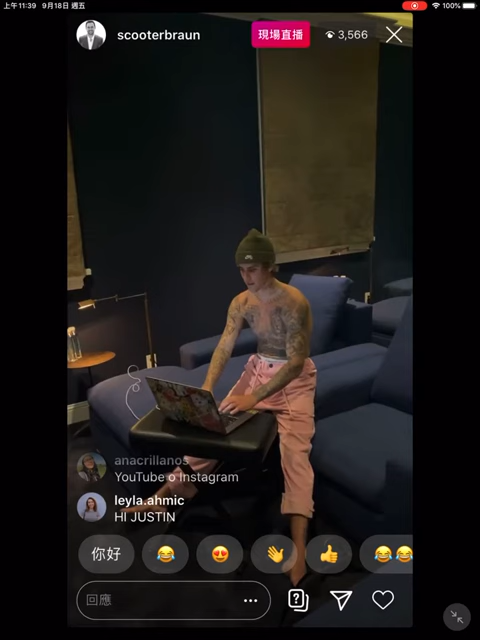 上午11:39 9月18日 週五
100%
scooterbraun
現場直播
3,566
anacrillanos
YouTube o Instagram
leyla.ahmic
HI JUSTIN
你好
回應